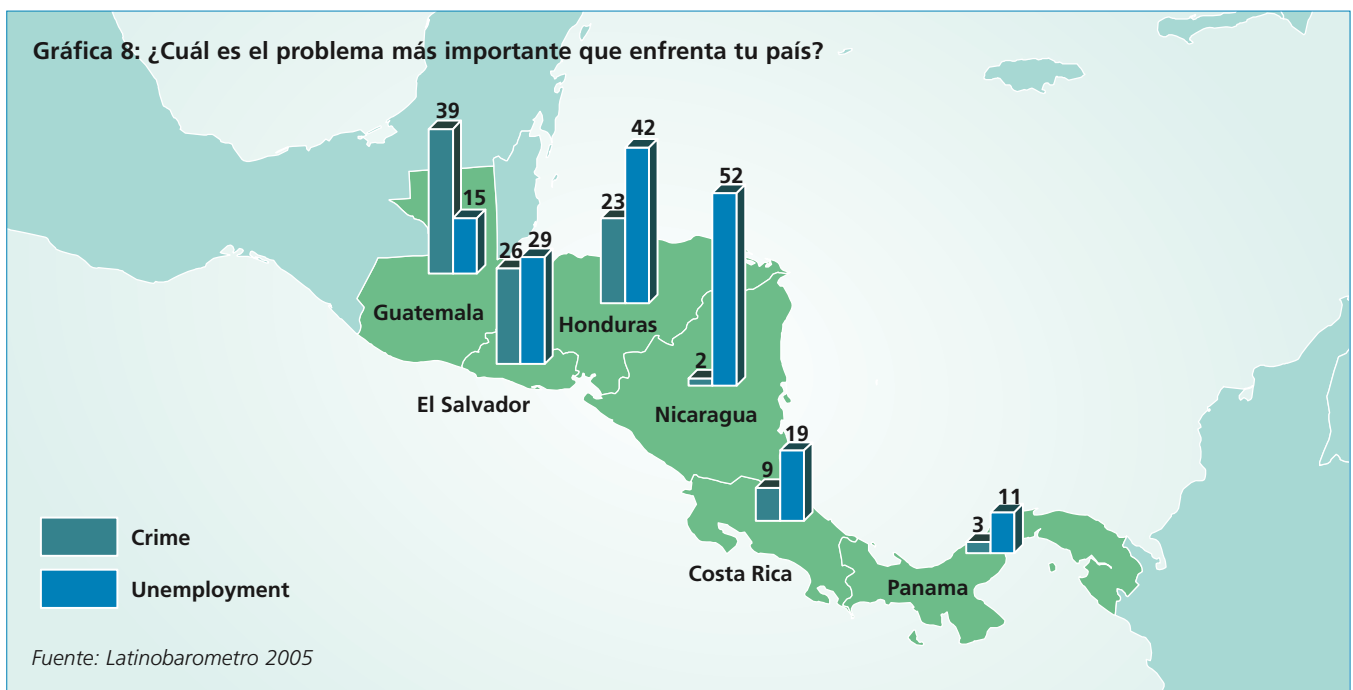 Gráfica 8: ¿Cuál es el problema más importante que enfrenta tu país?
39
15
Guatemala
26 29
El Salvador
23
42
Honduras
2
52
Nicaragua
9
19
Costa Rica
3
11
Panama
Crime
Unemployment
Fuente: Latinobarometro 2005